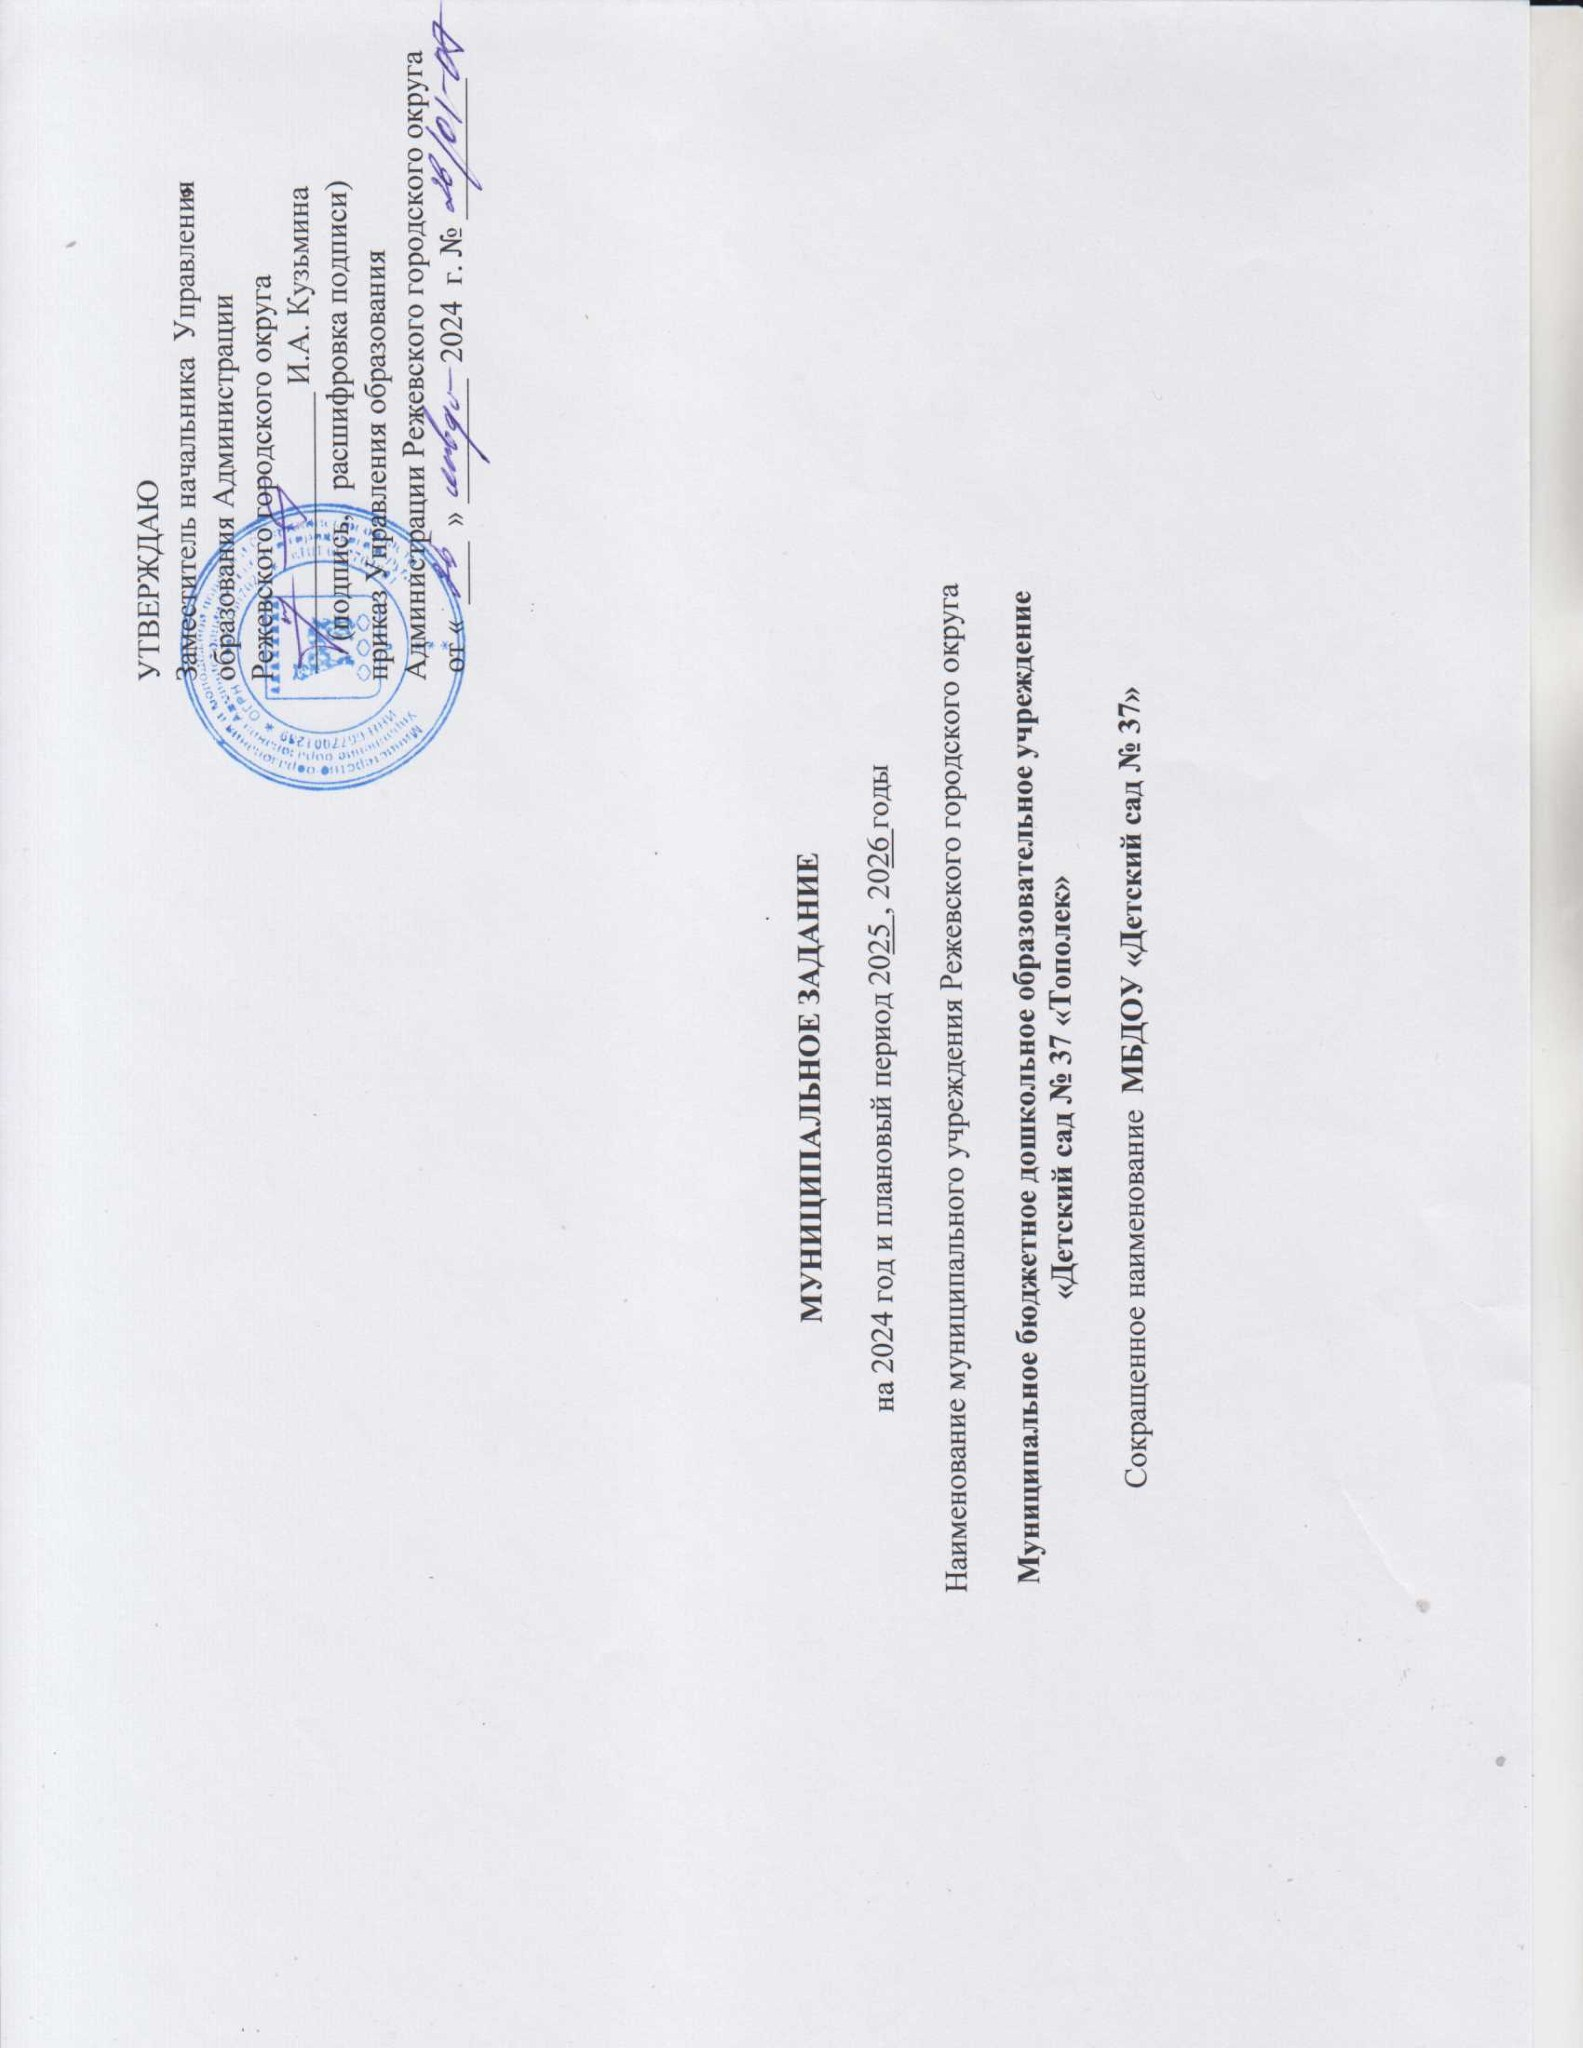 УТВЕРЖДАЮ
Заместитель начальника Управления
образования Администрации
Режевского городского округа
И.А. Кузьмина
(подпись, расшифровка подписи)
приказ Управления образования
Администрации Режевского городского округа
от « » 2024 г. №
МУНИЦИПАЛЬНОЕ ЗАДАНИЕ
на 2024 год и плановый период 2025 , 2026 годы
Наименование муниципального учреждения Режевского городского округа
Муниципальное бюджетное дошкольное образовательное учреждение
«Детский сад № 37 «Тополек»
Сокращенное наименование МБДОУ «Детский сад № 37»